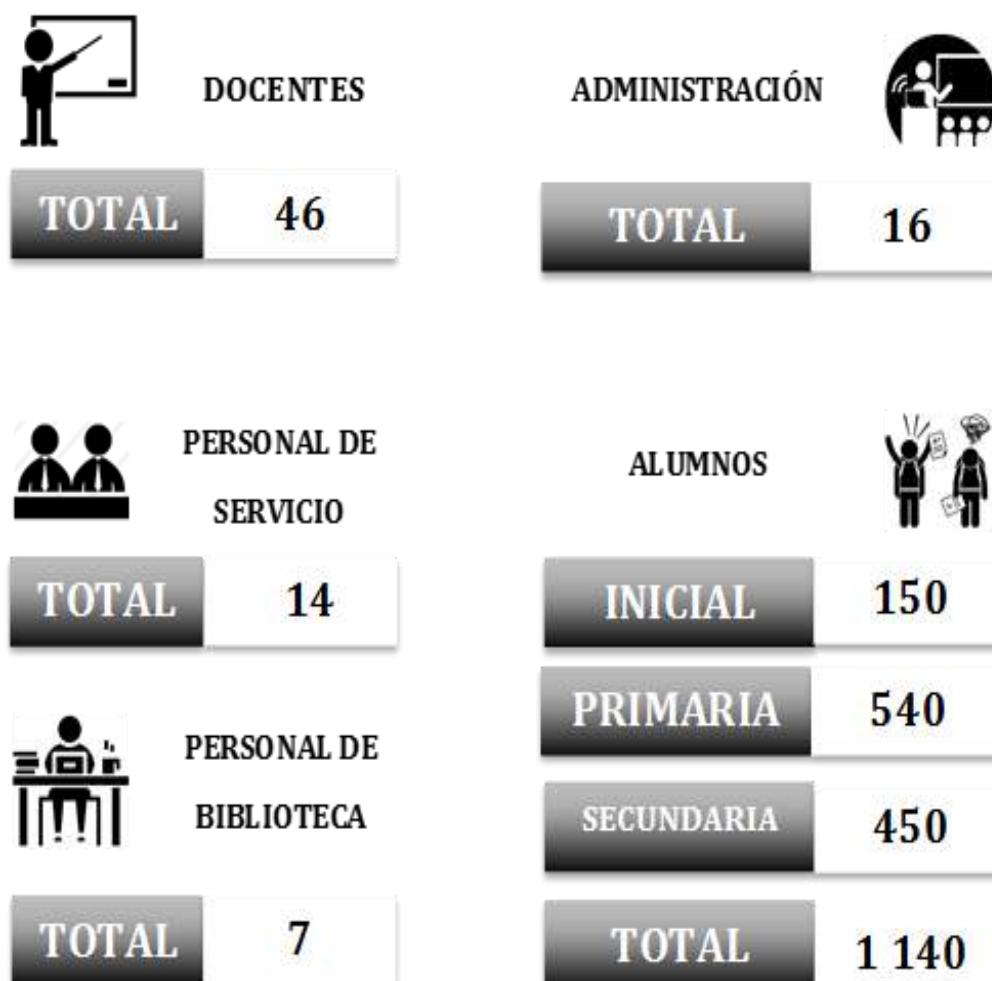 DOCENTES
TOTAL 46
ADMINISTRACIÓN
TOTAL 16
PERSONAL DE
SERVICIO
TOTAL 14
ALUMNOS
INICIAL 150
PRIMARIA 540
SECUNDARIA 450
TOTAL 1 140
PERSONAL DE
BIBLIOTECA
TOTAL 7